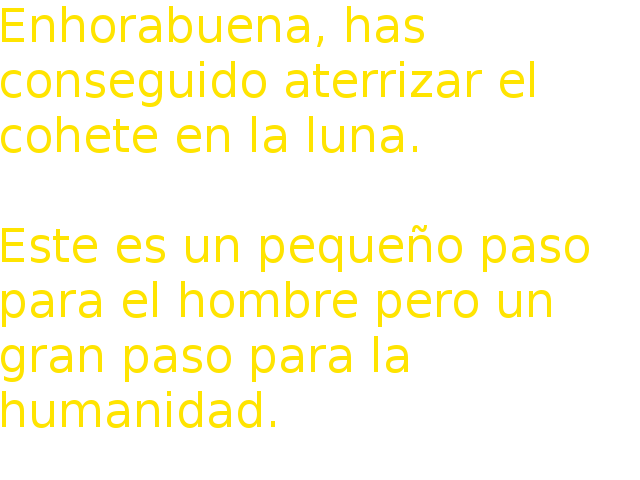 Enhorabuena, has
conseguido aterrizar el
cohete en la luna.
Este es un pequeño paso
para el hombre pero un
gran paso para la
humanidad.